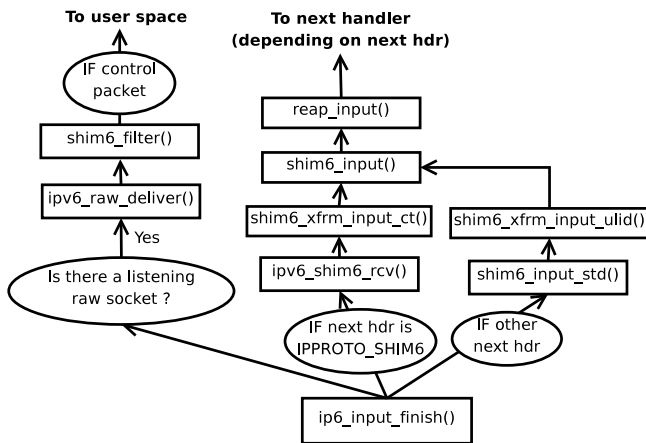 To user space
To next handler
(depending on next hdr)
IF control
packet
reap_input()
shim6_filter()
shim6_input()
ipv6_raw_deliver()
shim6_xfrm_input_ct()
shim6_xfrm_input_ulid()
Yes
Is there a listening
raw socket ?
ipv6_shim6_rcv()
shim6_input_std()
IF next hdr is
IPPROTO_SHIM6
IF other
next hdr
ip6_input_finish()